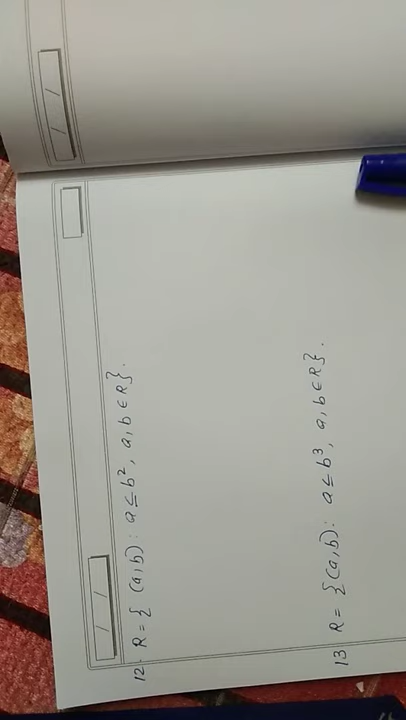 12. R = { (a,b) : a ≤ b², a,b ∈ R}.
13 R = {(a,b) : a ≤ b³, a,b ∈ R}.